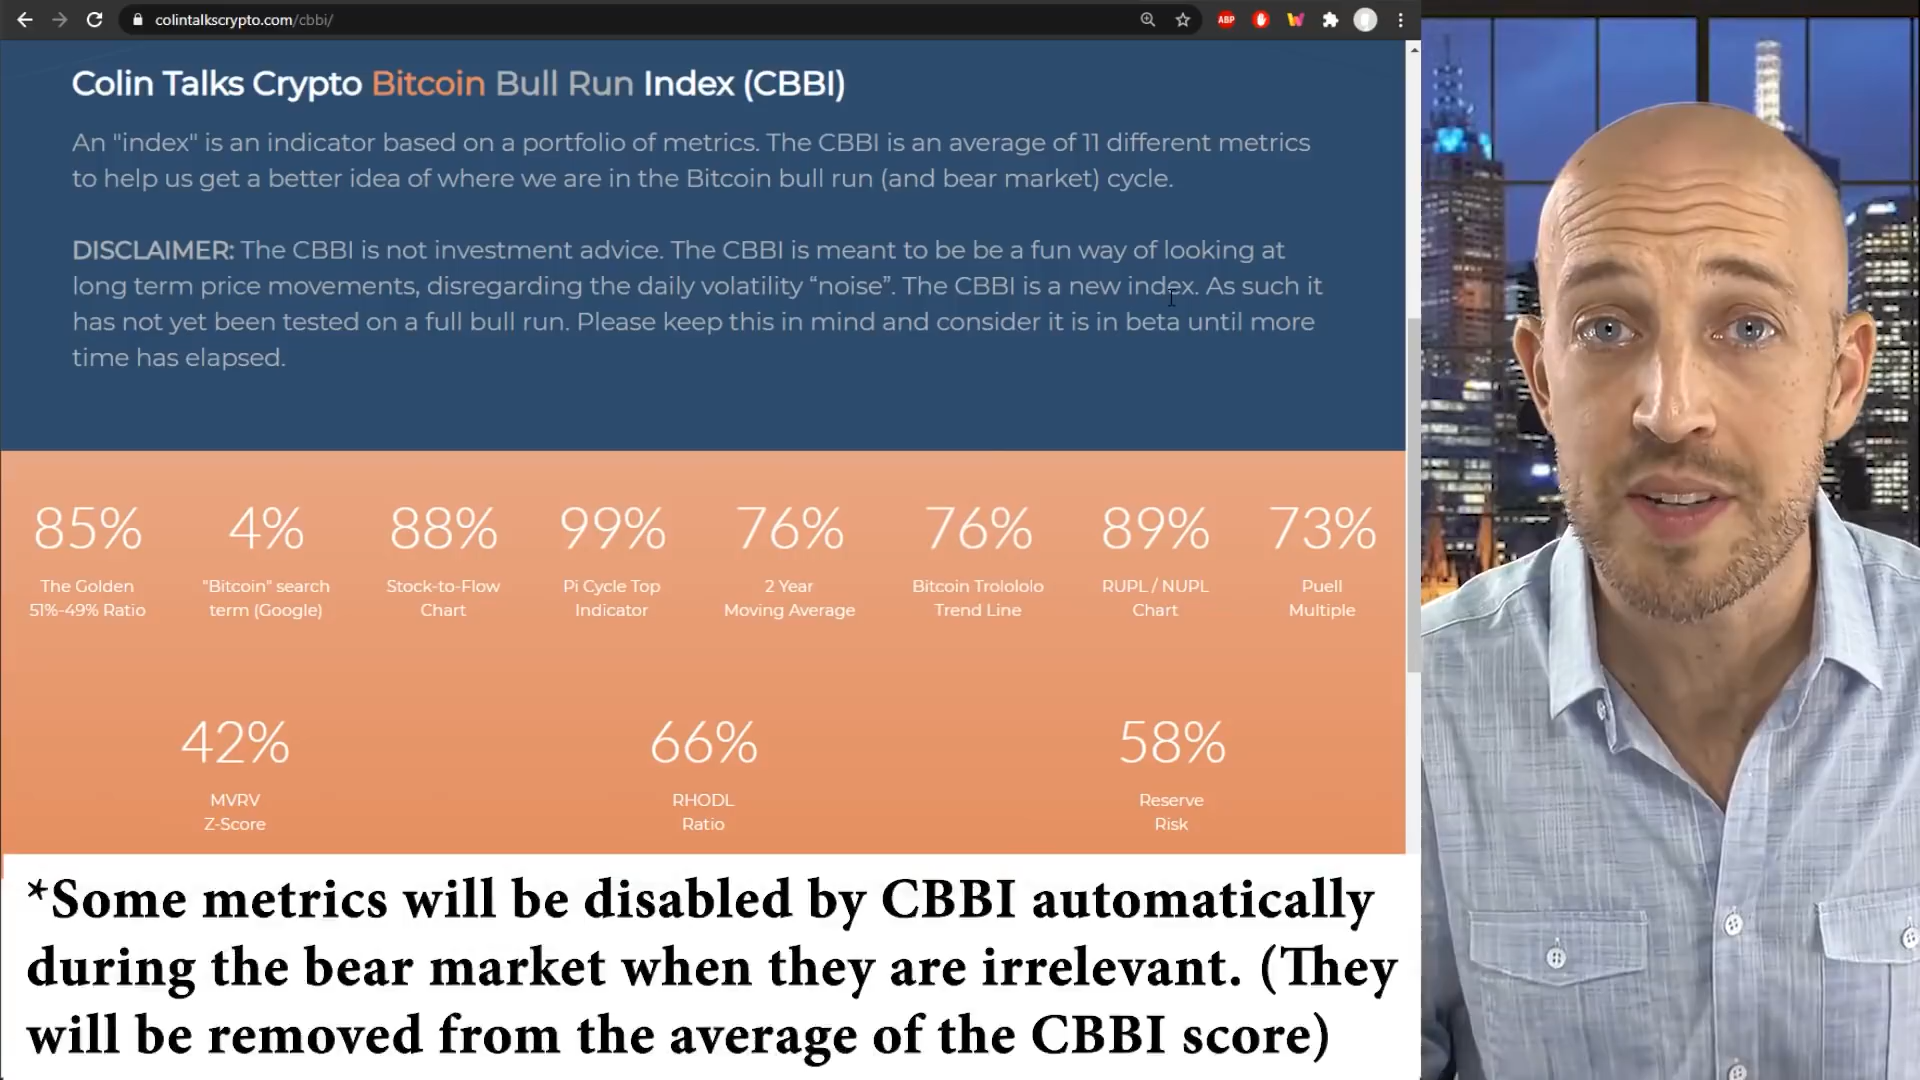 colintalkscrypto.com/cbbi/
ABP
Colin Talks Crypto Bitcoin Bull Run Index (CBBI)
An "index" is an indicator based on a portfolio of metrics. The CBBI is an average of 11 different metrics
to help us get a better idea of where we are in the Bitcoin bull run (and bear market) cycle.
DISCLAIMER: The CBBI is not investment advice. The CBBI is meant to be be a fun way of looking at
long term price movements, disregarding the daily volatility “noise”. The CBBI is a new index. As such it
has not yet been tested on a full bull run. Please keep this in mind and consider it is in beta until more
time has elapsed.
85% 4% 88% 99% 76% 76% 89% 73%
The Golden "Bitcoin" search Stock-to-Flow Pi Cycle Top 2 Year Bitcoin Trolololo RUPL / NUPL Puell
51%-49% Ratio term (Google) Chart Indicator Moving Average Trend Line Chart Multiple
42% 66% 58%
MVRV RHODL Reserve
Z-Score Ratio Risk
*Some metrics will be disabled by CBBI automatically
during the bear market when they are irrelevant. (They
will be removed from the average of the CBBI score)